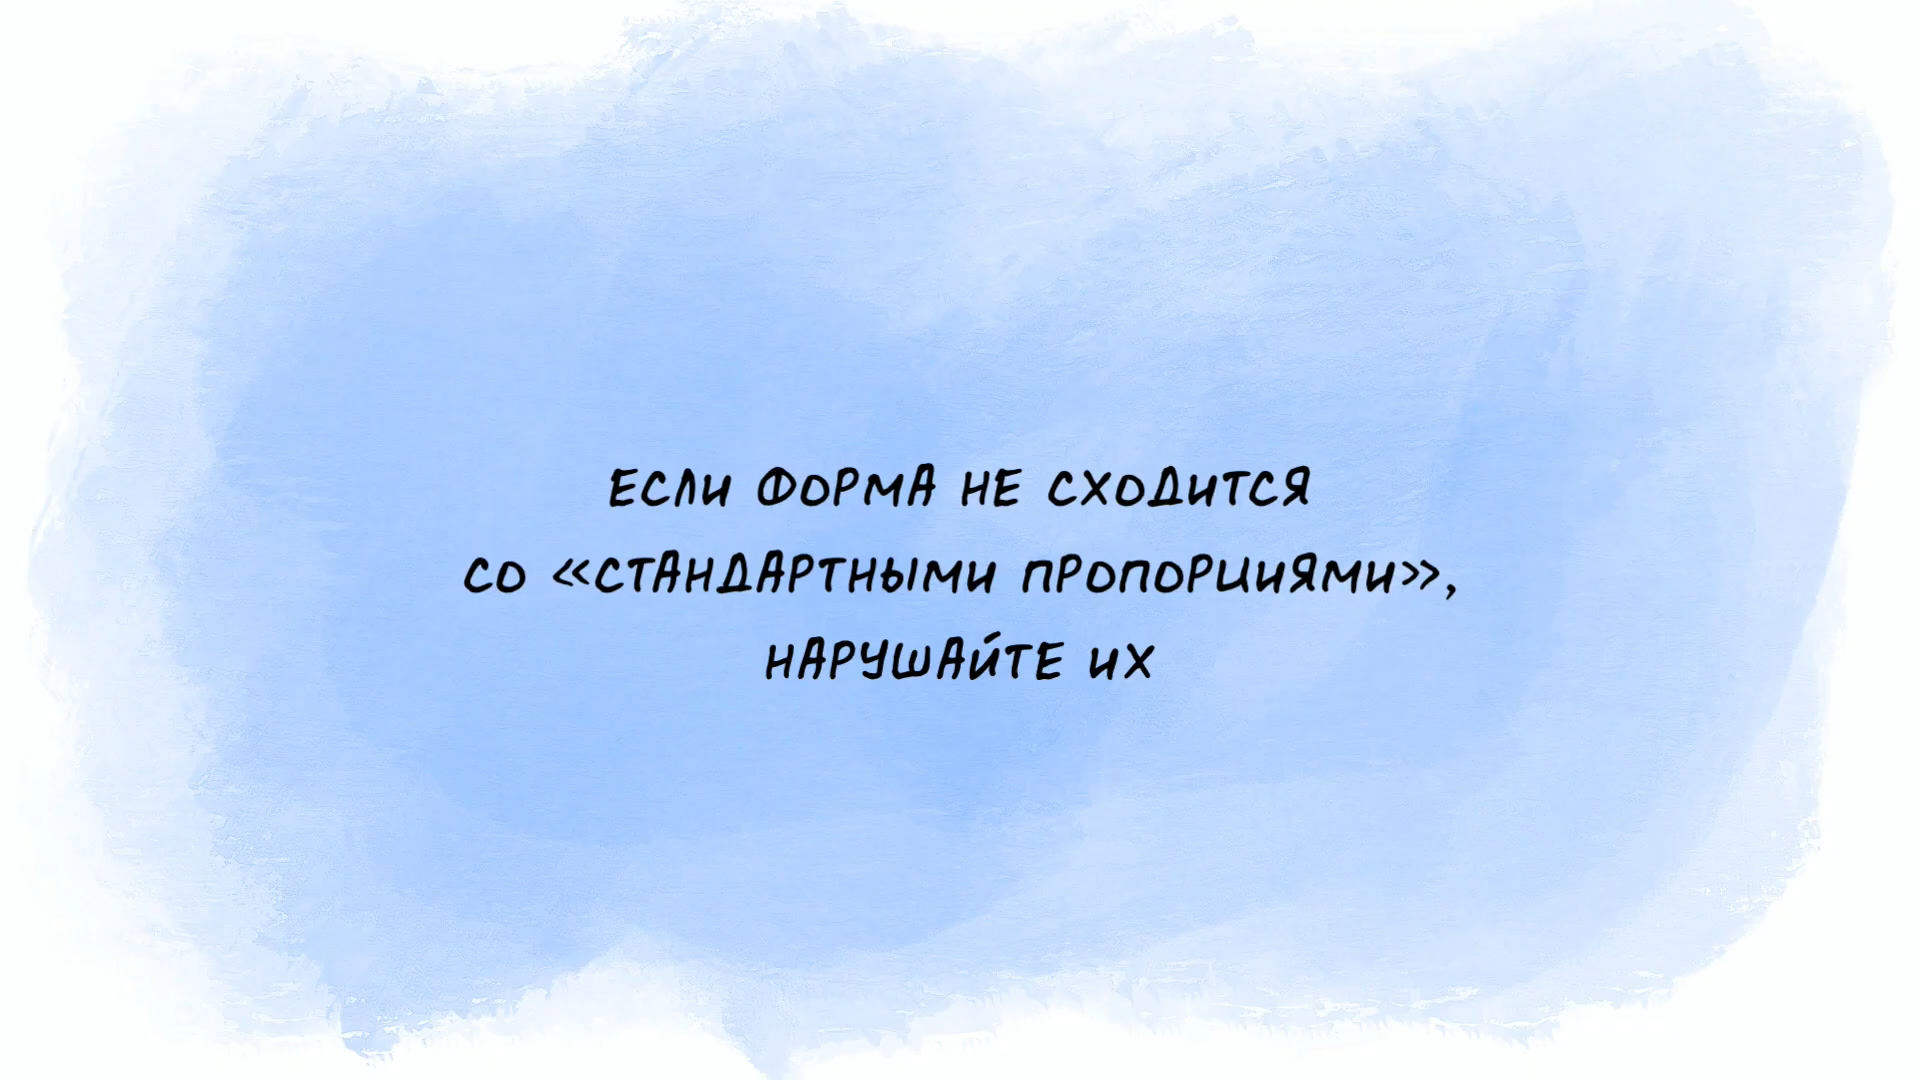 ЕСЛИ ФОРМА НЕ СХОДИТСЯ
СО «СТАНДАРТНЫМИ ПРОПОРЦИЯМИ»,
НАРУШАЙТЕ ИХ